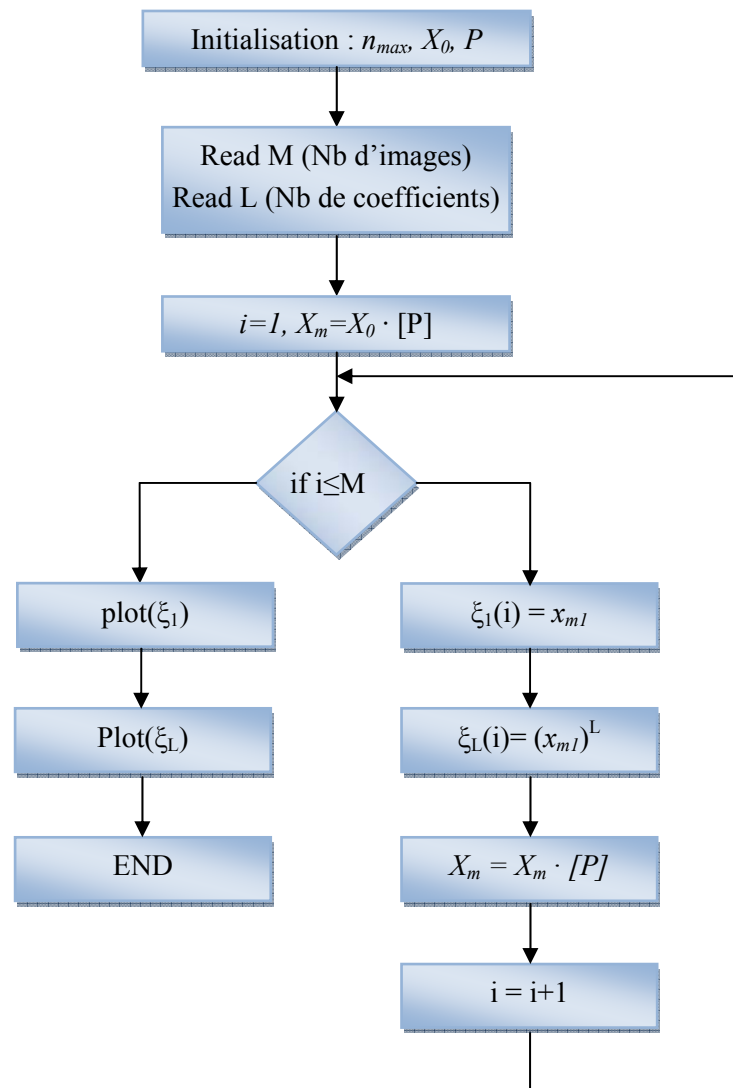 Initialisation : n_max, X_0, P
Read M (Nb d’images)
Read L (Nb de coefficients)
i=1, X_m=X_0 · [P]
if i≤M
plot(ξ_1)
Plot(ξ_L)
END
ξ_1(i) = x_m1
ξ_L(i)= (x_m1)^L
X_m = X_m · [P]
i = i+1